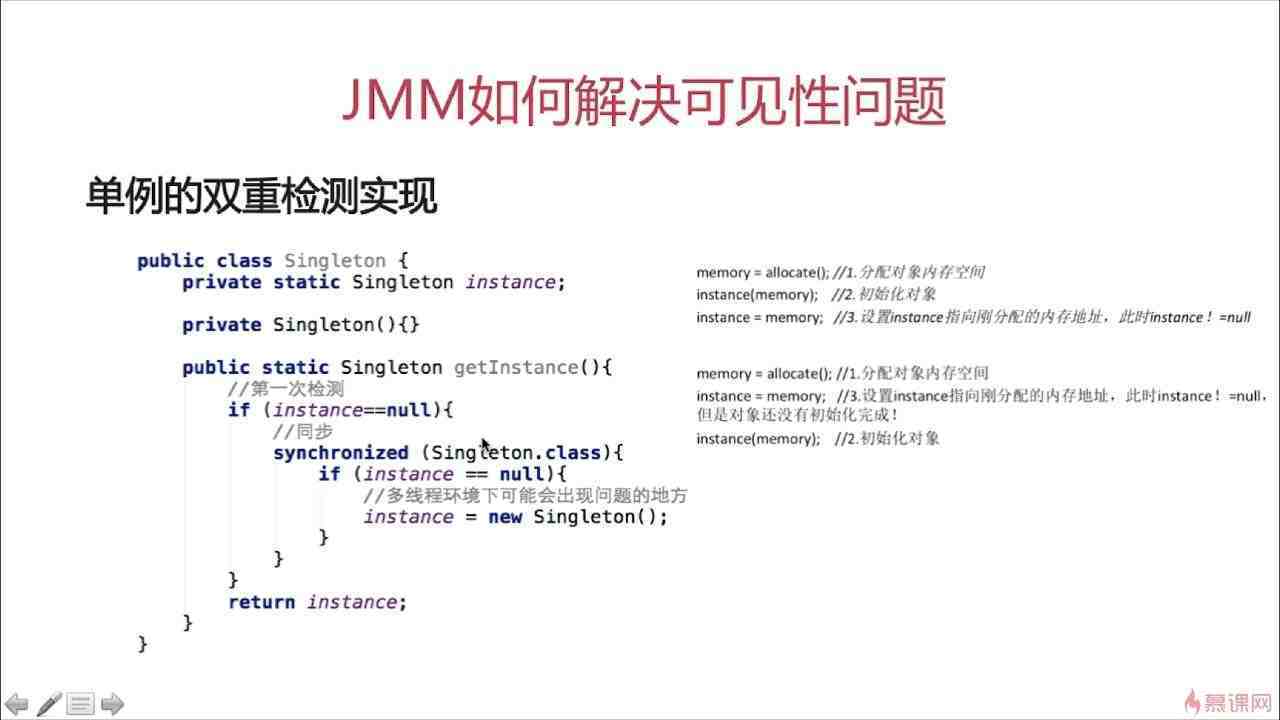 JMM如何解决可见性问题
单例的双重检测实现
public class Singleton {
private static Singleton instance;
private Singleton(){}
public static Singleton getInstance(){
//第一次检测
if (instance==null){
//同步
synchronized (Singleton.class){
if (instance == null){
//多线程环境下可能会出现问题的地方
instance = new Singleton();
}
}
}
return instance;
}
}
memory = allocate(); //1.分配对象内存空间
instance(memory); //2.初始化对象
instance = memory; //3.设置instance指向刚分配的内存地址，此时instance！=null
memory = allocate(); //1.分配对象内存空间
instance = memory; //3.设置instance指向刚分配的内存地址，此时instance！=null，
但是对象还没有初始化完成！
instance(memory); //2.初始化对象
慕课网